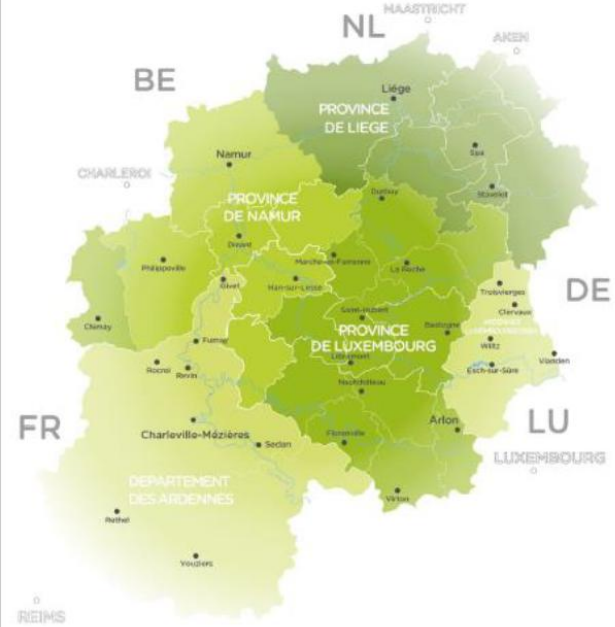 MAASTRICHT
NL
AKEN
BE
Liége
PROVINCE
DE LIEGE
Namur
Spa
CHARLEROI
Stavelot
Durbuy
PROVINCE
DE NAMUR
Dinant
Philippeville
Marche-en-Famenne
La Roche
Givet
Han-sur-Lesse
DE
Troisvierges
Clervaux
Chimay
Saint-Hubert
Bastogne
PROVINCE
DE LUXEMBOURG
Fumay
Wiltz
Vianden
Libramont
Rocroi
Revin
Esch-sur-Sûre
Neufchâteau
FR
Charleville-Mézières
Arlon
LU
Sedan
Florenville
LUXEMBOURG
DEPARTEMENT
DES ARDENNES
Virton
Rethel
Vouziers
REIMS